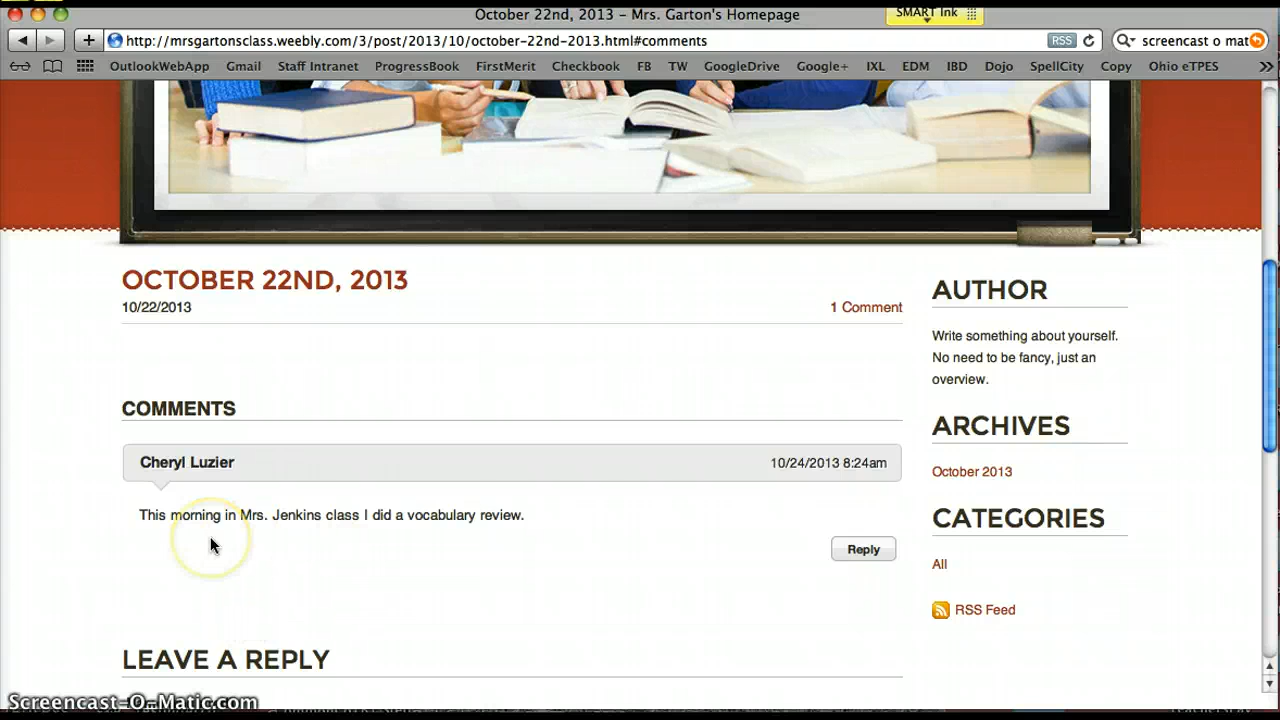 October 22nd, 2013 – Mrs. Garton's Homepage
SMART Ink
http://mrsgartonsclass.weebly.com/3/post/2013/10/october-22nd-2013.html#comments
RSS
screencast o mat
OutlookWebApp Gmail Staff Intranet ProgressBook FirstMerit Checkbook FB TW GoogleDrive Google+ IXL EDM IBD Dojo SpellCity Copy Ohio eTPES
OCTOBER 22ND, 2013
10/22/2013
1 Comment
COMMENTS
Cheryl Luzier
10/24/2013 8:24am
This morning in Mrs. Jenkins class I did a vocabulary review.
Reply
LEAVE A REPLY
AUTHOR
Write something about yourself.
No need to be fancy, just an
overview.
ARCHIVES
October 2013
CATEGORIES
All
RSS Feed
Screencast-O-Matic.com